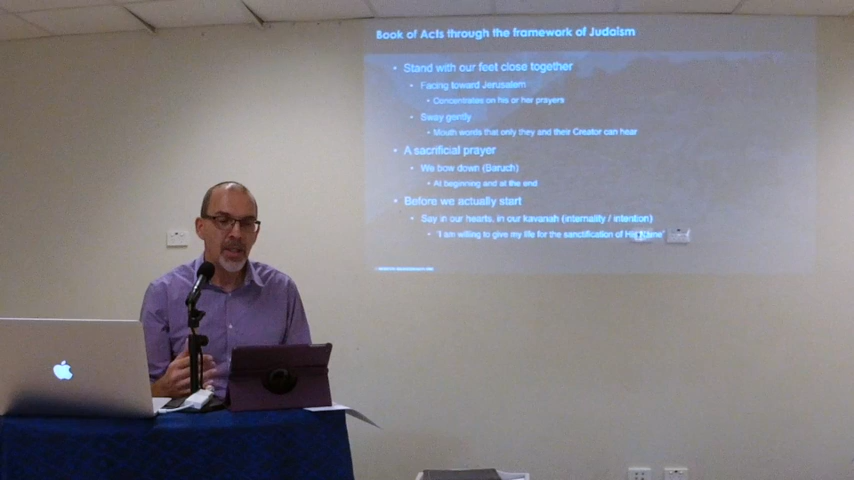 Book of Acts through the framework of Judaism
• Stand with our feet close together
• Facing toward Jerusalem
• Concentrates on his or her prayers
• Sway gently
• Mouth words that only they and their Creator can hear
• A sacrificial prayer
• We bow down (Baruch)
• At beginning and at the end
• Before we actually start
• Say in our hearts, in our kavanah (internality / intention)
• 'I am willing to give my life for the sanctification of His Name'